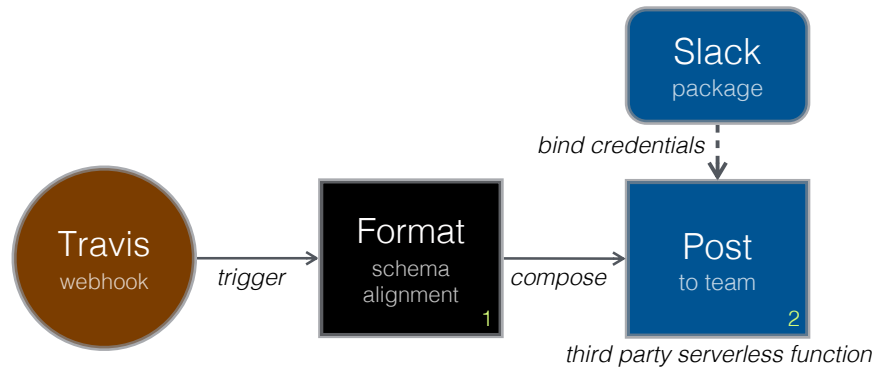 Slack
package
bind credentials
Travis
webhook
trigger
Format
schema
alignment
1
compose
Post
to team
2
third party serverless function